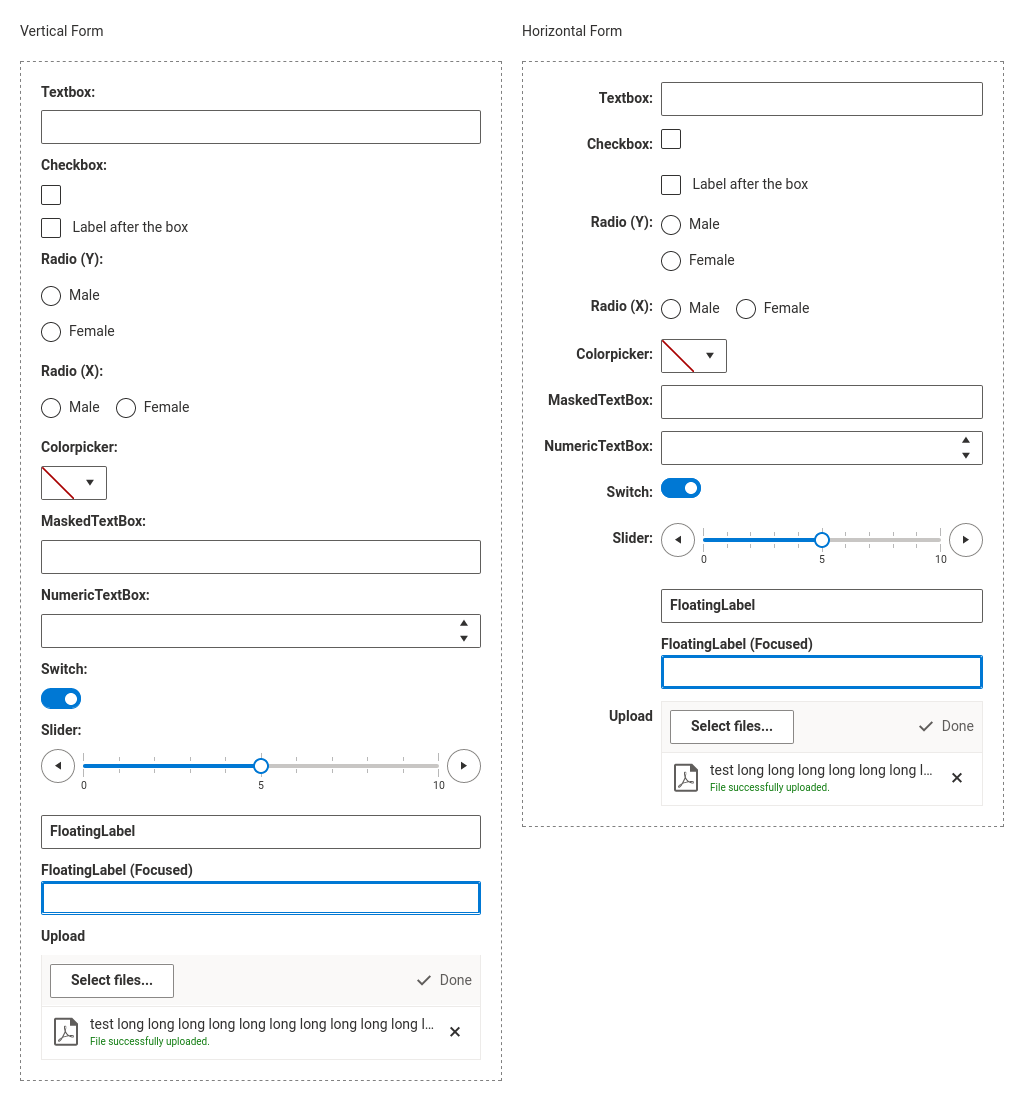 Vertical Form
Textbox:
Checkbox:
Label after the box
Radio (Y):
Male
Female
Radio (X):
Male Female
Colorpicker:
MaskedTextBox:
NumericTextBox:
Switch:
Slider:
0 5 10
FloatingLabel
FloatingLabel (Focused)
Upload
Select files... Done
test long long long long long long long long long long l...
File successfully uploaded.
Horizontal Form
Textbox:
Checkbox:
Label after the box
Radio (Y): Male
Female
Radio (X): Male Female
Colorpicker:
MaskedTextBox:
NumericTextBox:
Switch:
Slider:
0 5 10
FloatingLabel
FloatingLabel (Focused)
Upload Select files... Done
test long long long long long long l...
File successfully uploaded.